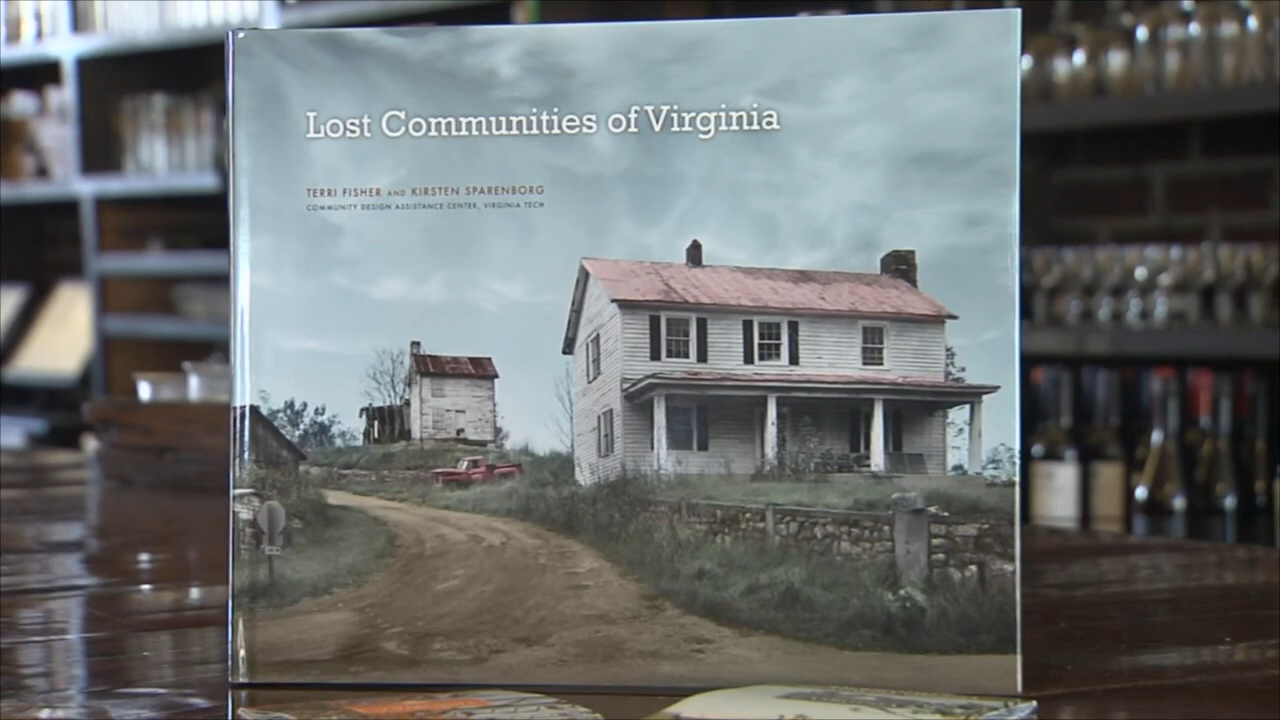 Lost Communities of Virginia
TERRI FISHER AND KIRSTEN SPARENBORG
COMMUNITY DESIGN ASSISTANCE CENTER, VIRGINIA TECH